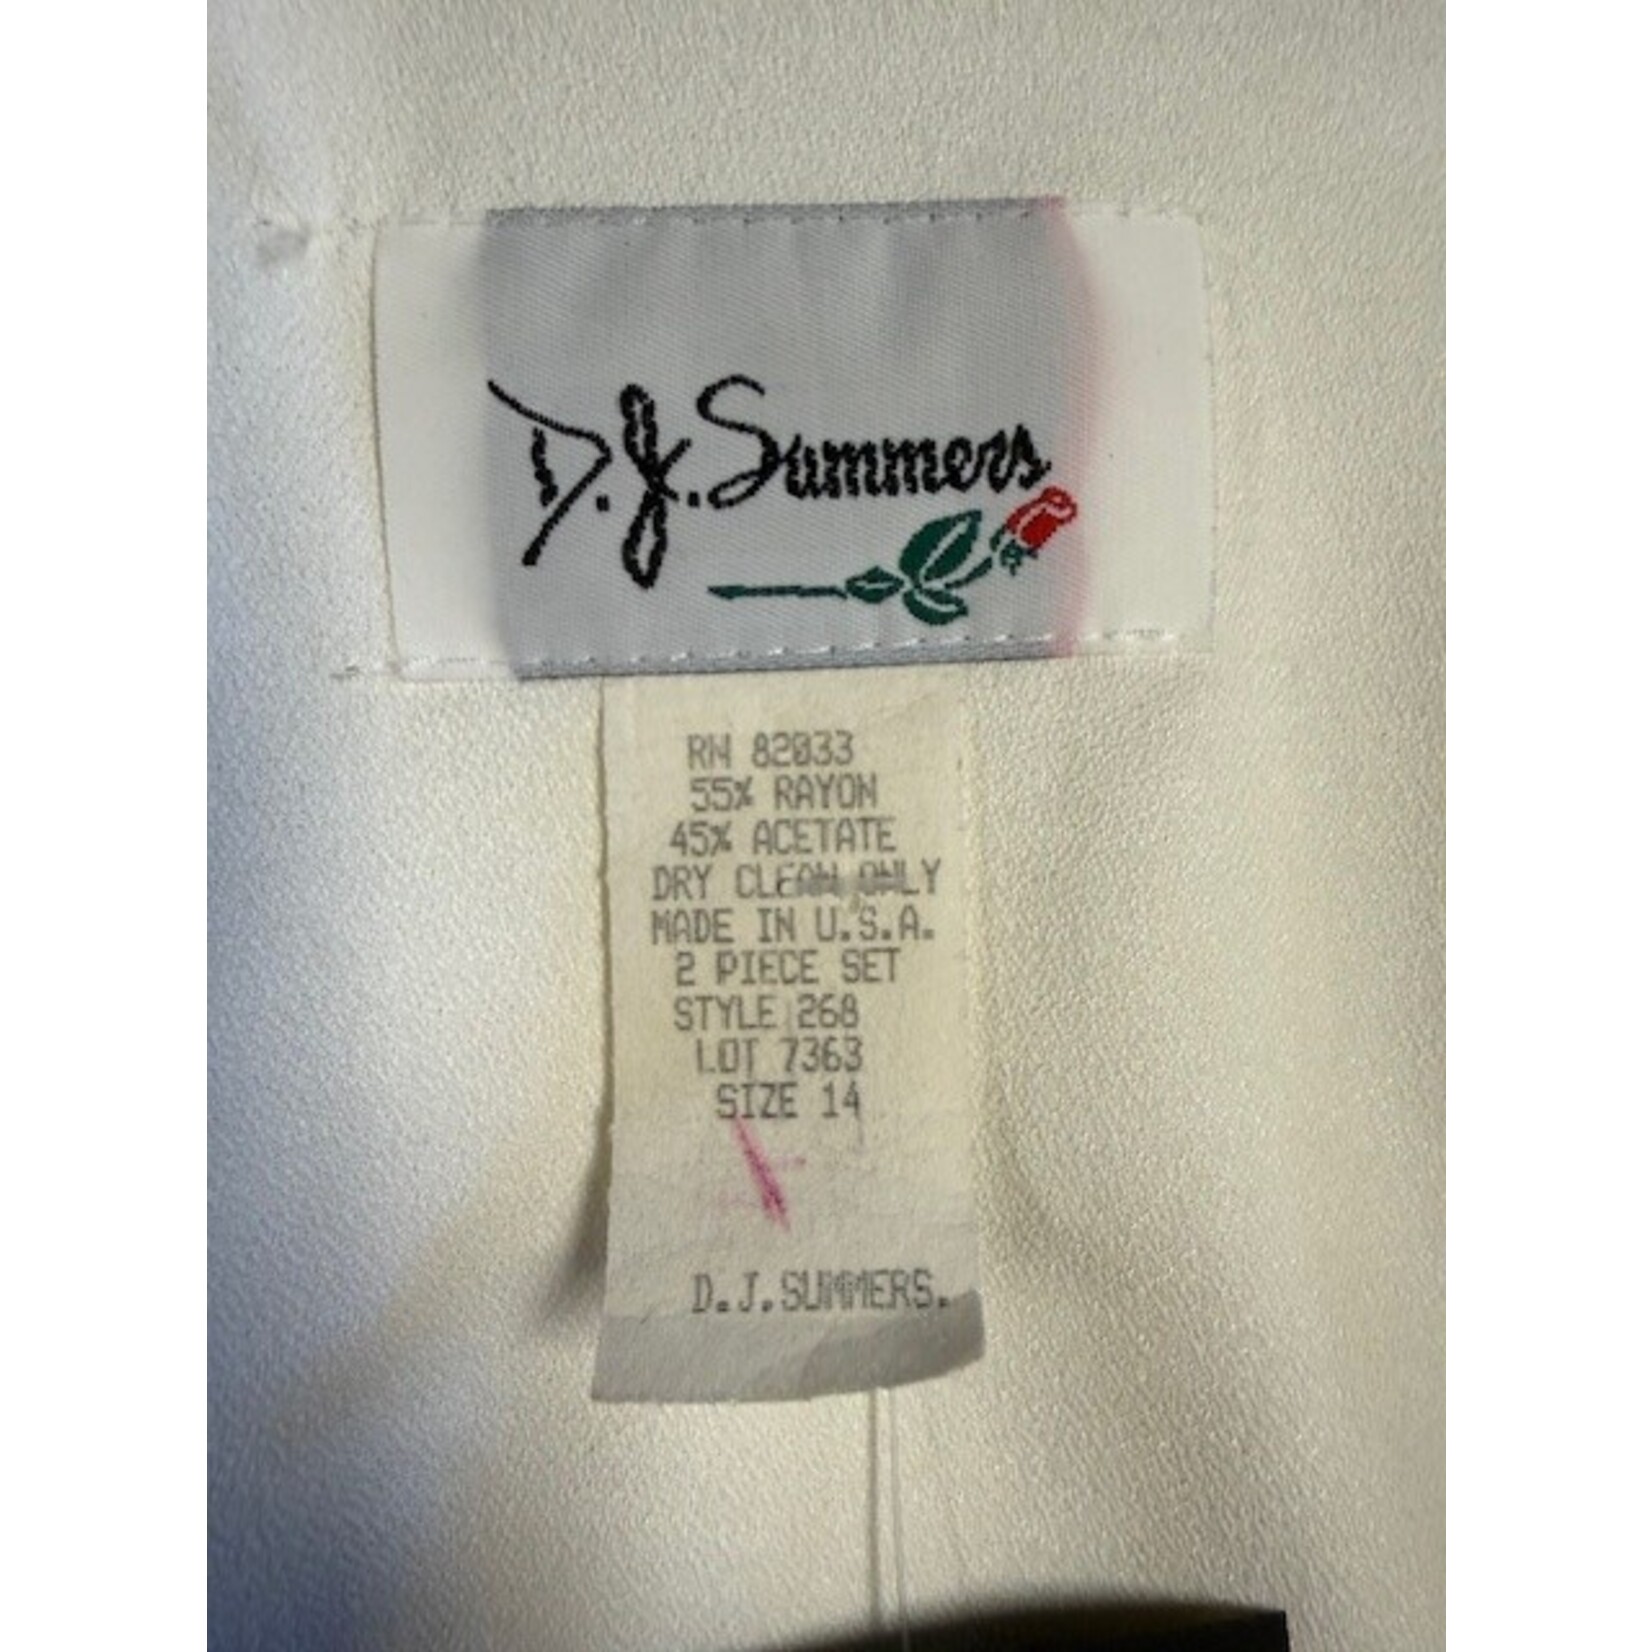 D.J. Summers
RN 82033
55% RAYON
45% ACETATE
DRY CLEAN ONLY
MADE IN U.S.A.
2 PIECE SET
STYLE 268
LOT 7363
SIZE 14
D.J.SUMMERS.